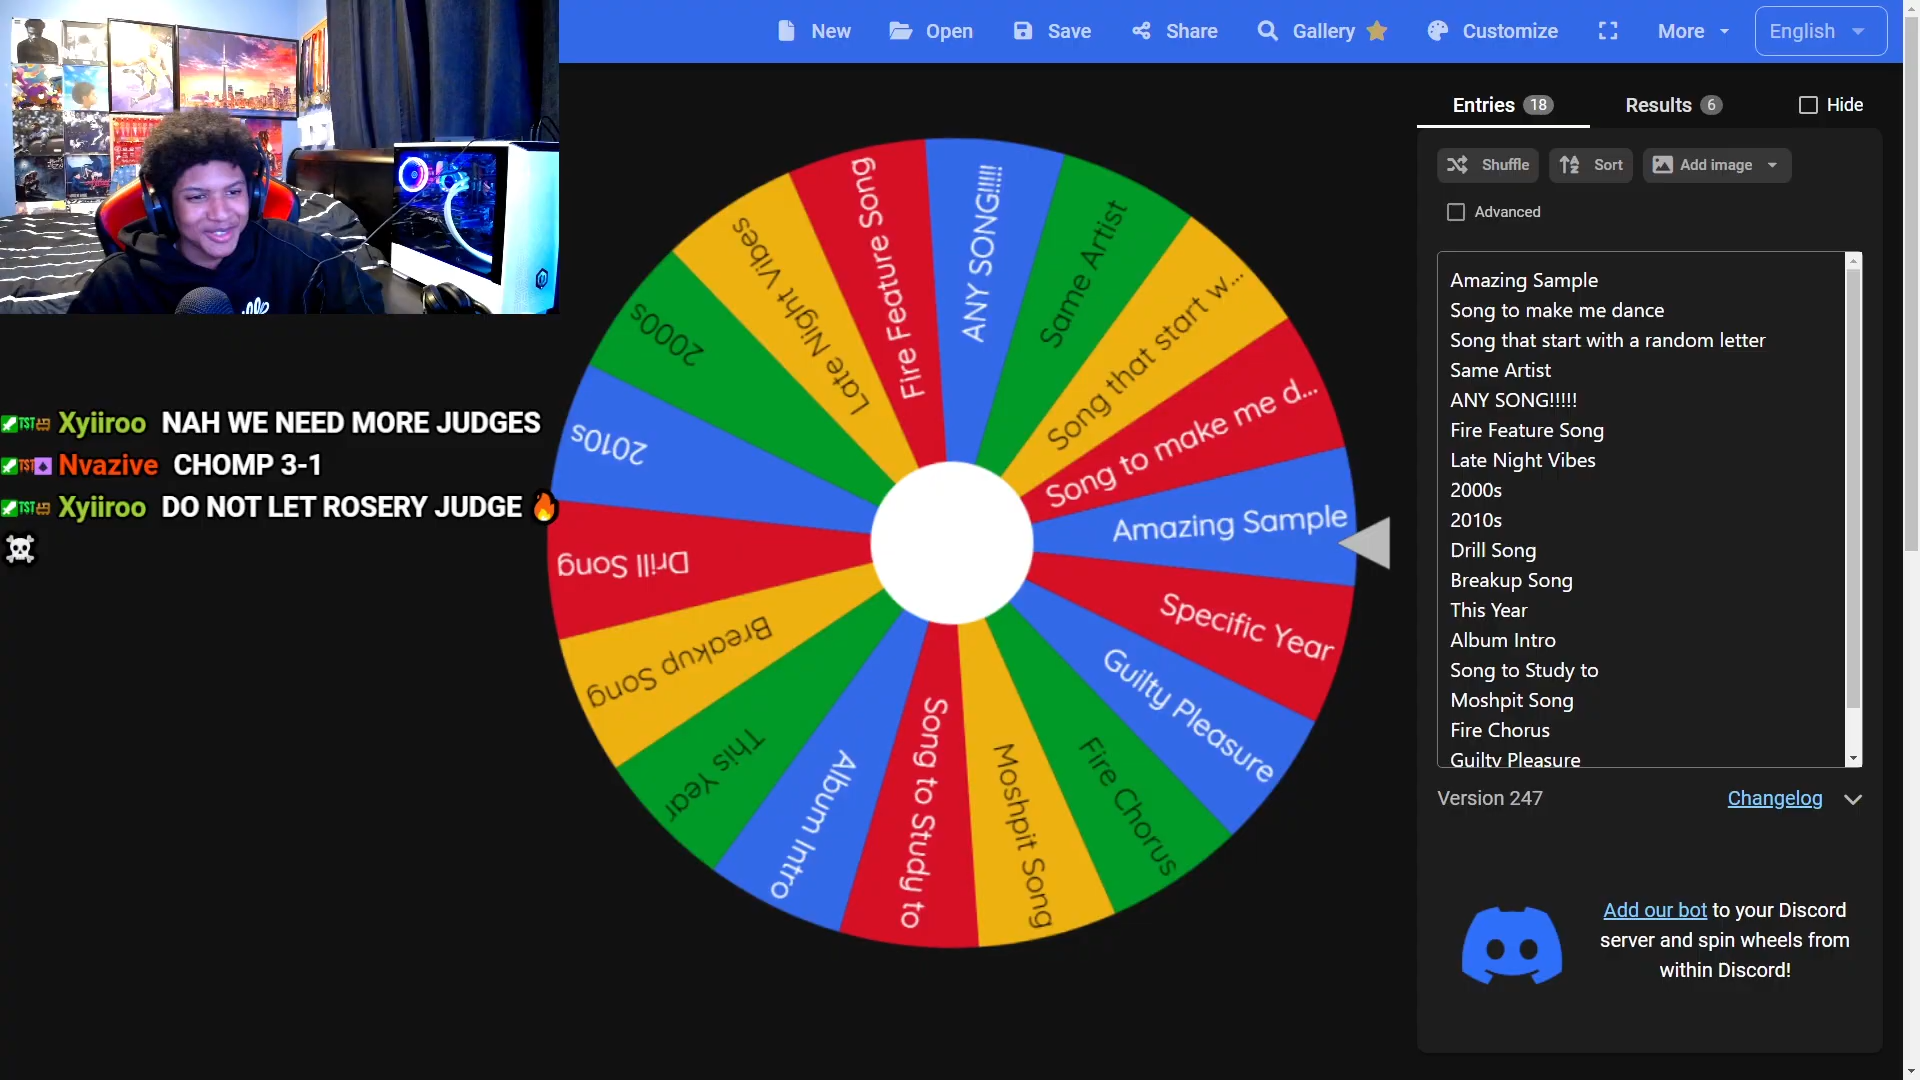 New
Open
Save
Share
Gallery
Customize
More
English
Entries 18
Results 6
Hide
Shuffle
Sort
Add image
Advanced
Amazing Sample
Song to make me dance
Song that start with a random letter
Same Artist
ANY SONG!!!!!
Fire Feature Song
Late Night Vibes
2000s
2010s
Drill Song
Breakup Song
This Year
Album Intro
Song to Study to
Moshpit Song
Fire Chorus
Guilty Pleasure
Version 247
Changelog
Add our bot to your Discord
server and spin wheels from
within Discord!
Xyiiroo NAH WE NEED MORE JUDGES
Nvazive CHOMP 3-1
Xyiiroo DO NOT LET ROSERY JUDGE 🔥
☠️
ANY SONG!!!!!
Same Artist
Song that start w...
Song to make me d...
Amazing Sample
Specific Year
Guilty Pleasure
Fire Chorus
Moshpit Song
Song to Study to
Album Intro
This Year
Breakup Song
Drill Song
2010s
2000s
Late Night Vibes
Fire Feature Song